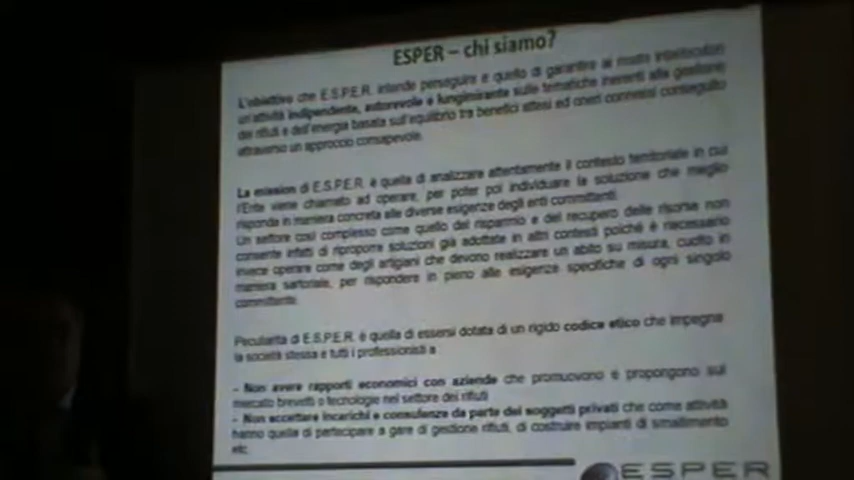 ESPER – chi siamo?
L'obiettivo che E.S.P.E.R. intende perseguire è quello di garantire ai nostri interlocutori
un'attività indipendente, autorevole e lungimirante sulle tematiche inerenti alla gestione
dei rifiuti e dell'energia basata sull'equilibrio tra benefici attesi ed oneri connessi conseguito
attraverso un approccio consapevole.
La mission di E.S.P.E.R. è quella di analizzare attentamente il contesto territoriale in cui
l'Ente viene chiamato ad operare, per poter poi individuare la soluzione che meglio
risponda in maniera concreta alle diverse esigenze degli enti committenti.
Un settore così complesso come quello del risparmio e del recupero delle risorse non
consente infatti di riproporre soluzioni già adottate in altri contesti poiché è necessario
invece operare come degli artigiani che devono realizzare un abito su misura, cucito in
maniera sartoriale, per rispondere in pieno alle esigenze specifiche di ogni singolo
committente.
Peculiarità di E.S.P.E.R. è quella di essersi dotata di un rigido codice etico che impegna
la società stessa e tutti i professionisti a
- Non avere rapporti economici con aziende che promuovono e propongono sul
mercato brevetti o tecnologie nel settore dei rifiuti
- Non accettare incarichi e consulenze da parte dei soggetti privati che come attività
hanno quella di partecipare a gare di gestione rifiuti, di costruire impianti di smaltimento
etc.
ESPER